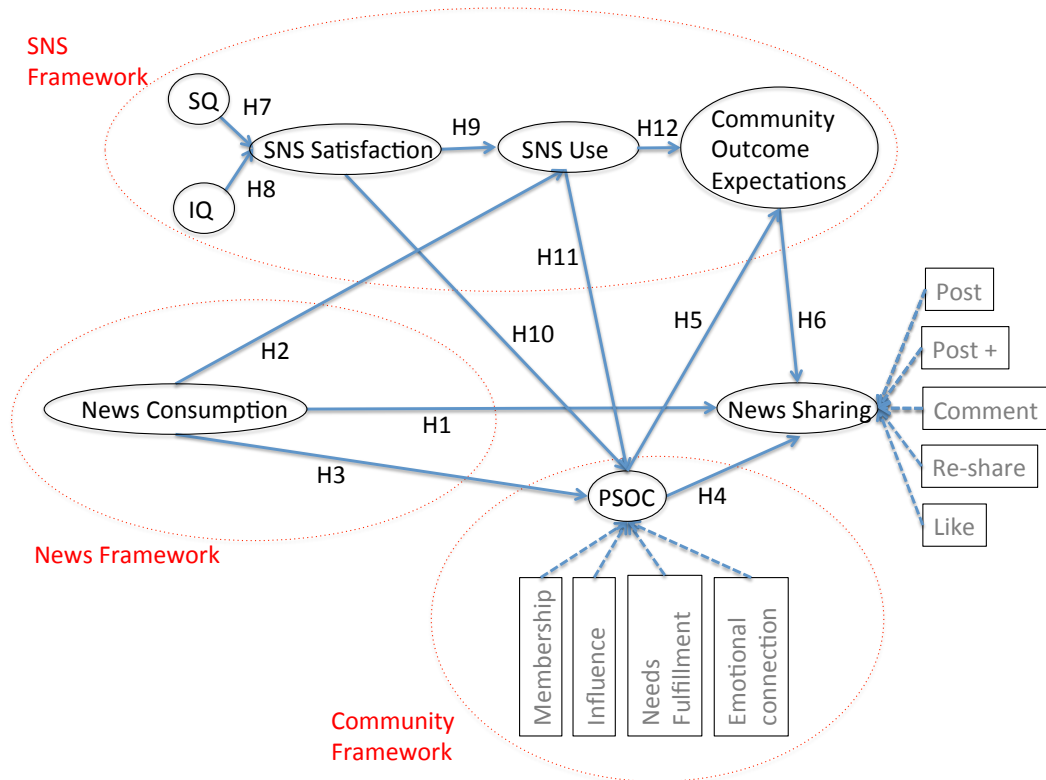 SNS
Framework
SQ
H7
IQ
H8
SNS Satisfaction
H9
SNS Use
H12
Community
Outcome
Expectations
H11
H2
H10
H5
H6
Post
Post +
Comment
Re-share
Like
News Consumption
H1
News Sharing
H3
PSOC
H4
News Framework
Membership
Influence
Needs
Fulfillment
Emotional
connection
Community
Framework